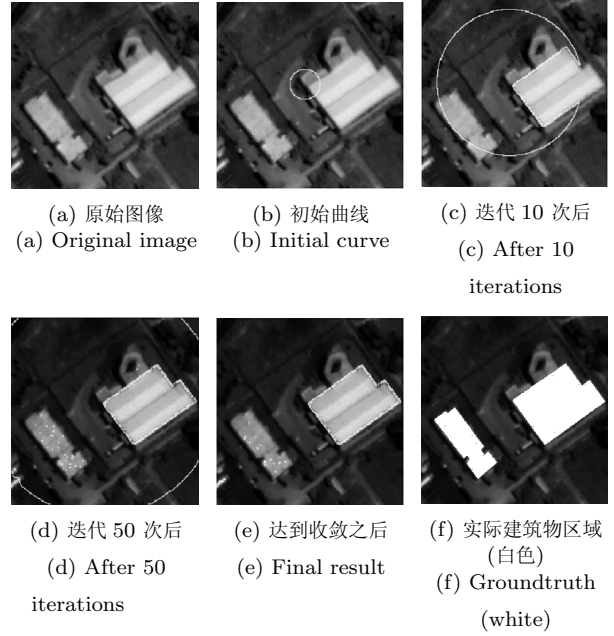 (a) 原始图像
(a) Original image
(b) 初始曲线
(b) Initial curve
(c) 迭代 10 次后
(c) After 10
iterations
(d) 迭代 50 次后
(d) After 50
iterations
(e) 达到收敛之后
(e) Final result
(f) 实际建筑物区域
(白色)
(f) Groundtruth
(white)